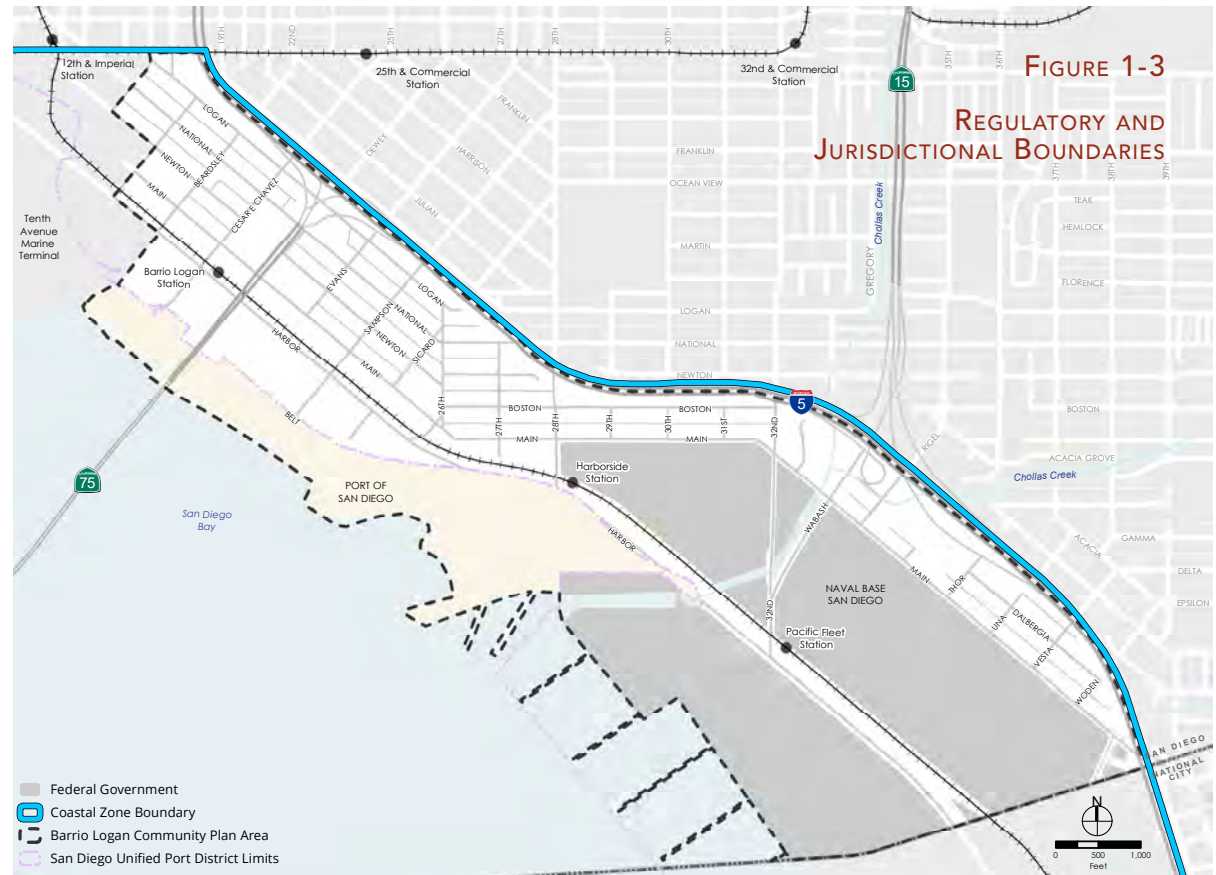 FIGURE 1-3
REGULATORY AND
JURISDICTIONAL BOUNDARIES
19TH
22ND
25TH
27TH
28TH
30TH
35TH
36TH
12th & Imperial
Station
25th & Commercial
Station
32nd & Commercial
Station
CALIFORNIA
15
LOGAN
NATIONAL
NEWTON
MAIN
BEARDSLEY
CESAR E CHAVEZ
DEWEY
FRANKLIN
HARRISON
JULIAN
FRANKLIN
OCEAN VIEW
MARTIN
LOGAN
NATIONAL
NEWTON
GREGORY
Chollas Creek
37TH
38TH
39TH
TEAK
HEMLOCK
FLORENCE
Tenth
Avenue
Marine
Terminal
Barrio Logan
Station
EVANS
SAMPSON
SICARD
LOGAN
NATIONAL
NEWTON
MAIN
HARBOR
BELT
26TH
27TH
28TH
29TH
30TH
31ST
32ND
BOSTON
BOSTON
MAIN
MAIN
5
BOSTON
RIGEL
ACACIA GROVE
Chollas Creek
Harborside
Station
CALIFORNIA
75
PORT OF
SAN DIEGO
San Diego
Bay
HARBOR
WABASH
32ND
NAVAL BASE
SAN DIEGO
Pacific Fleet
Station
MAIN
THOR
UNA
DALBERGIA
VESTA
WODEN
ACACIA
GAMMA
DELTA
EPSILON
SAN DIEGO
NATIONAL
CITY
Federal Government
Coastal Zone Boundary
Barrio Logan Community Plan Area
San Diego Unified Port District Limits
N
0 500 1,000
Feet